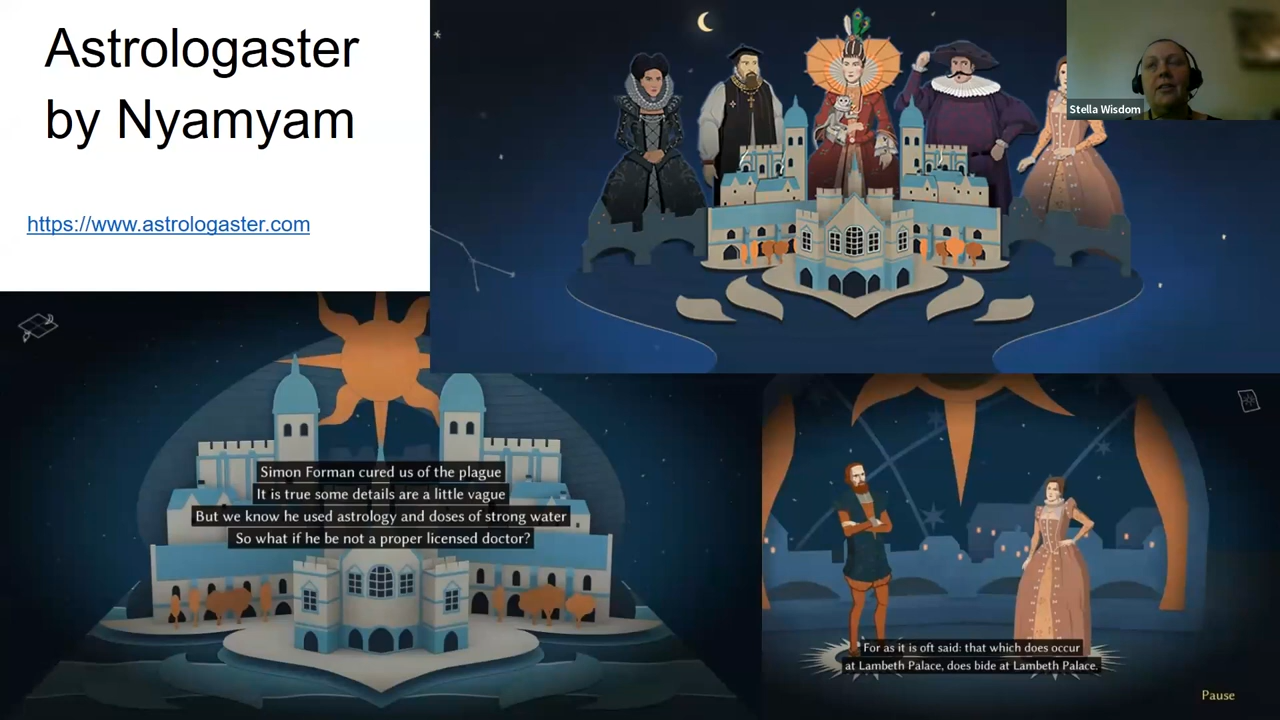 Astrologaster
by Nyamyam
https://www.astrologaster.com
Stella Wisdom
Simon Forman cured us of the plague
It is true some details are a little vague
But we know he used astrology and doses of strong water
So what if he be not a proper licensed doctor?
For as it is oft said: that which does occur
at Lambeth Palace, does bide at Lambeth Palace.
Pause